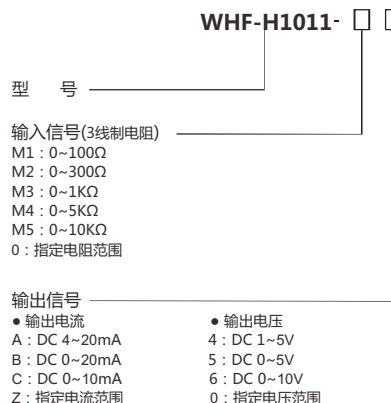 WHF-H1011- □
型 号
输入信号(3线制电阻)
M1：0~100Ω
M2：0~300Ω
M3：0~1KΩ
M4：0~5KΩ
M5：0~10KΩ
0：指定电阻范围
输出信号
● 输出电流
A：DC 4~20mA
B：DC 0~20mA
C：DC 0~10mA
Z：指定电流范围
● 输出电压
4：DC 1~5V
5：DC 0~5V
6：DC 0~10V
0：指定电压范围